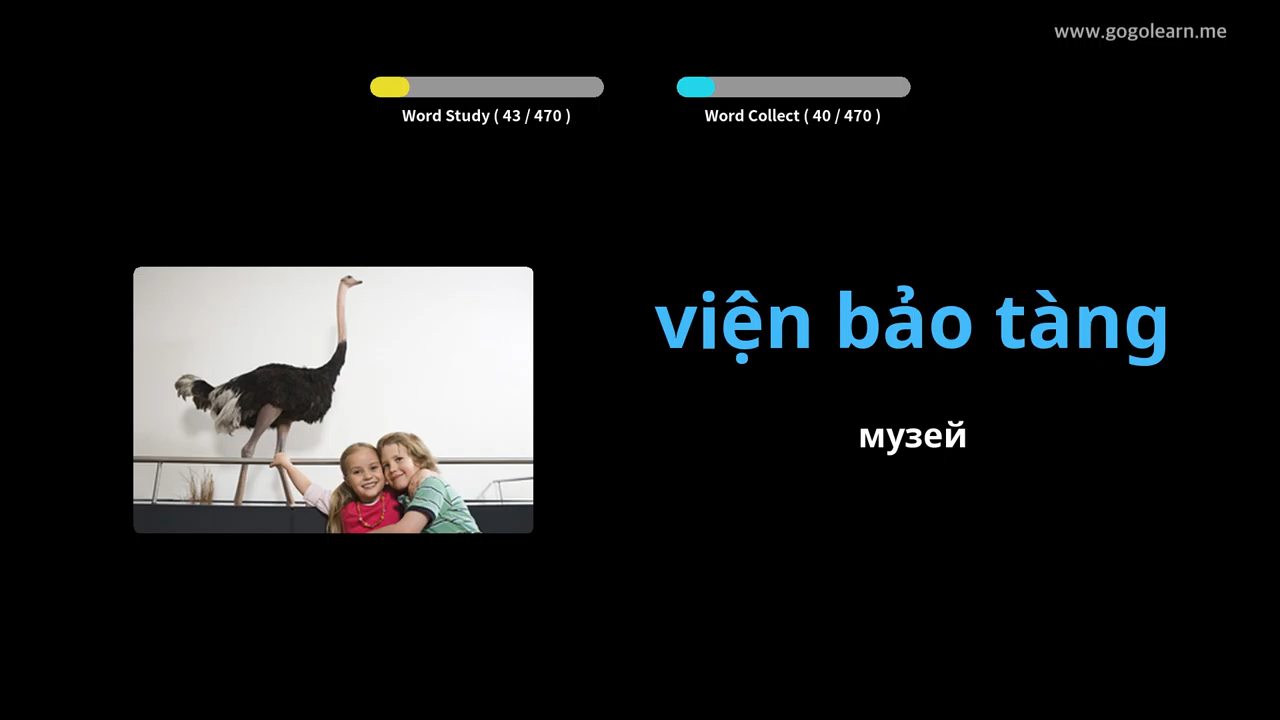 www.gogolearn.me
Word Study ( 43 / 470 )
Word Collect ( 40 / 470 )
viện bảo tàng
музей